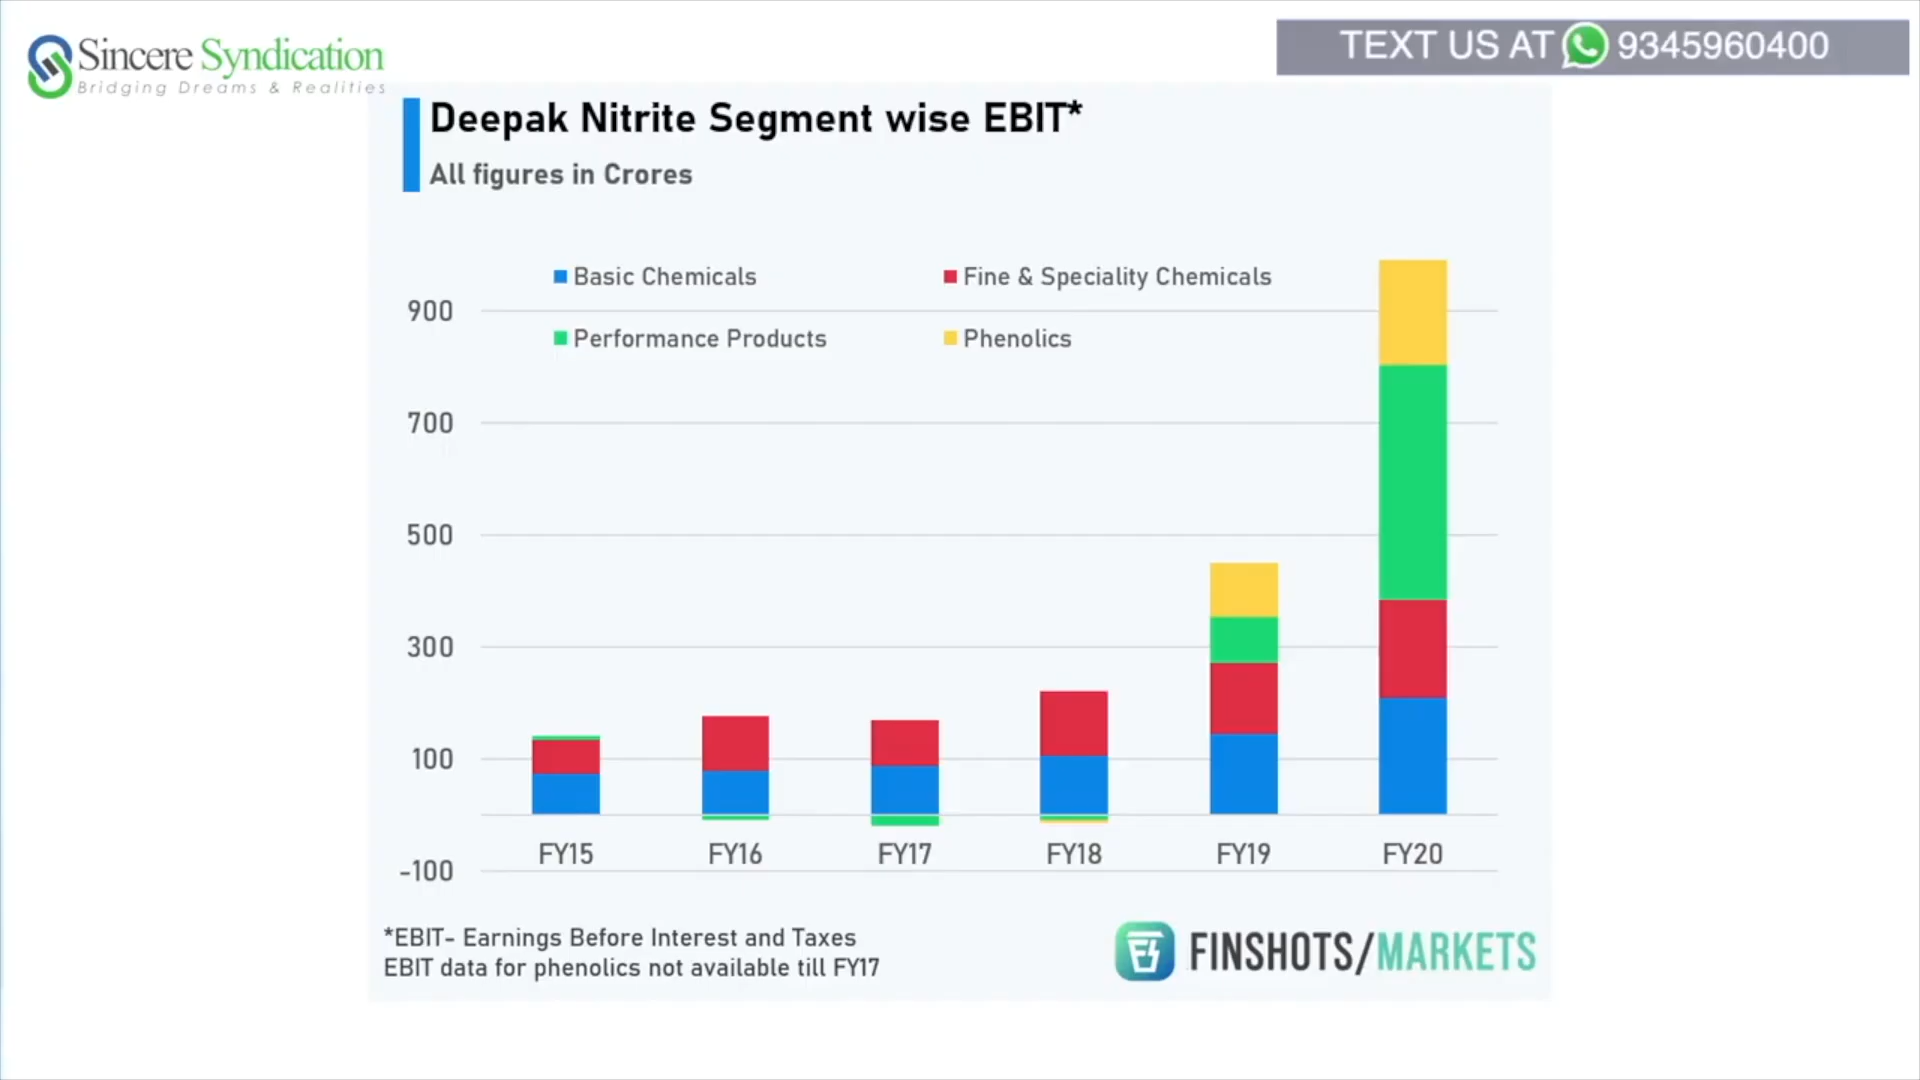 Sincere Syndication
Bridging Dreams & Realities
TEXT US AT 9345960400
Deepak Nitrite Segment wise EBIT*
All figures in Crores
Basic Chemicals
Fine & Speciality Chemicals
Performance Products
Phenolics
900
700
500
300
100
-100
FY15
FY16
FY17
FY18
FY19
FY20
*EBIT- Earnings Before Interest and Taxes
EBIT data for phenolics not available till FY17
FINSHOTS/MARKETS